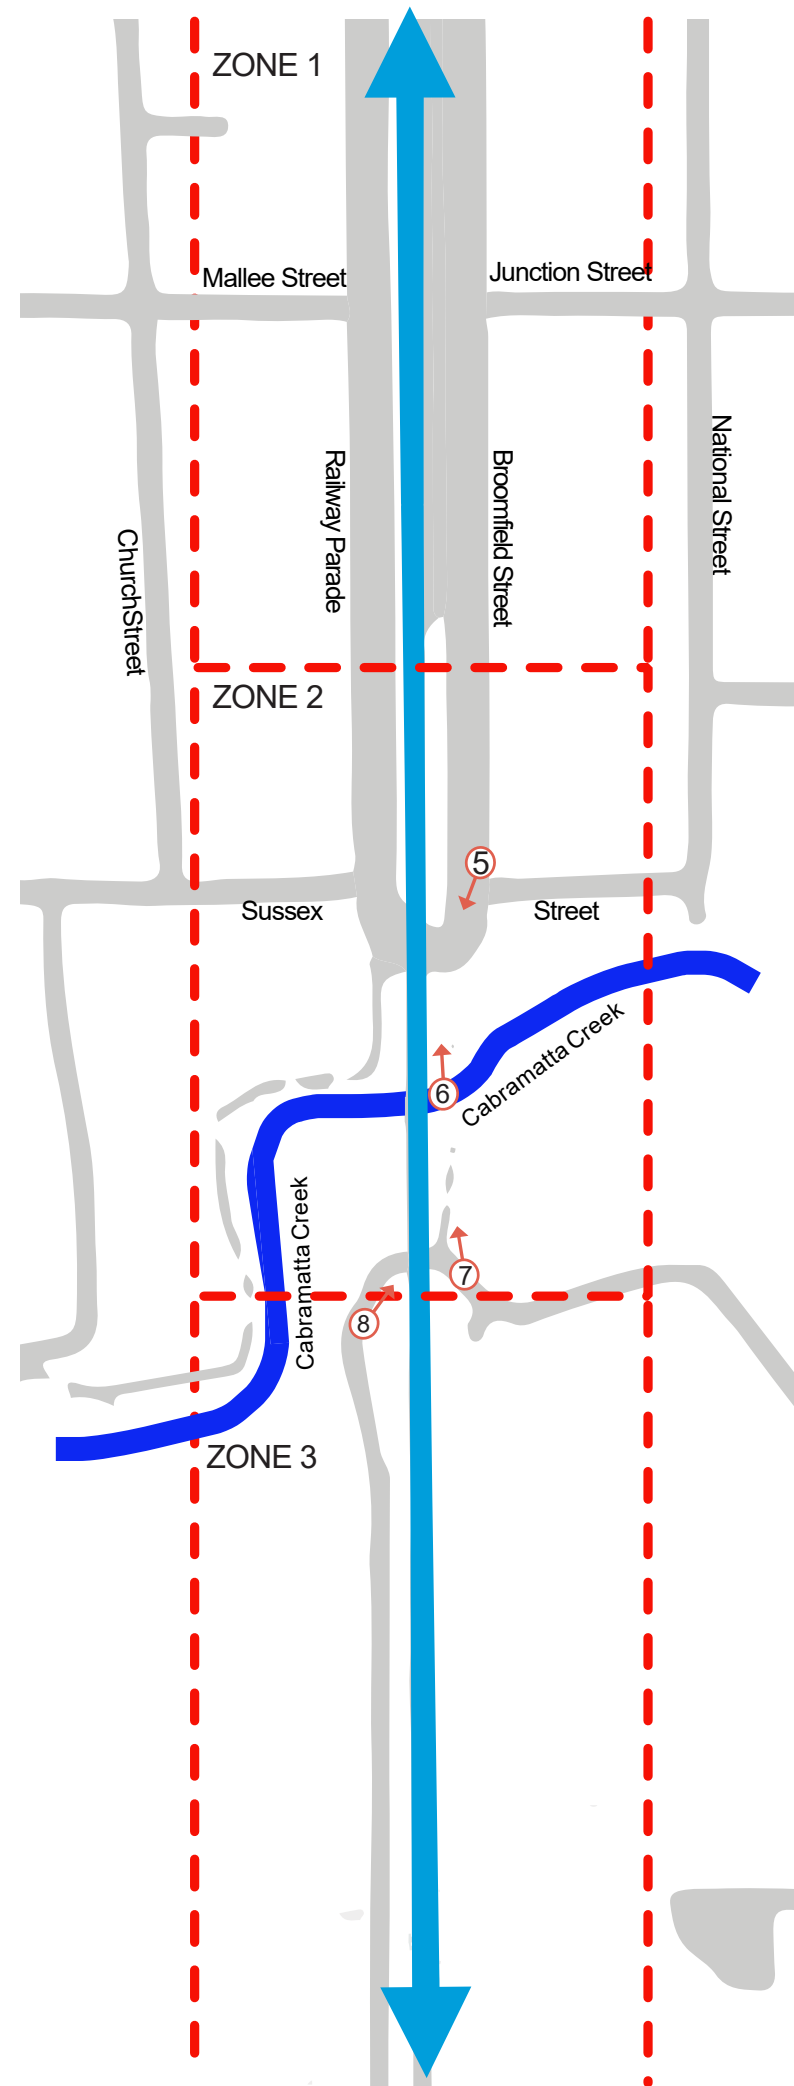 ZONE 1
Mallee Street
Junction Street
National Street
Railway Parade
Broomfield Street
ChurchStreet
ZONE 2
5
Sussex
Street
Cabramatta Creek
6
Cabramatta Creek
7
8
ZONE 3